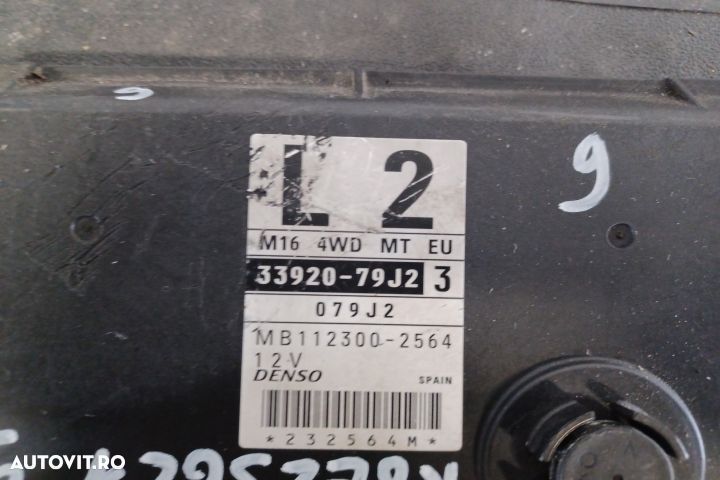 L 2
9
M16 4WD MT EU
33920-79J2 3
079J2
MB112300-2564
12V
DENSO SPAIN
*232564M*
AUTOVIT.RO